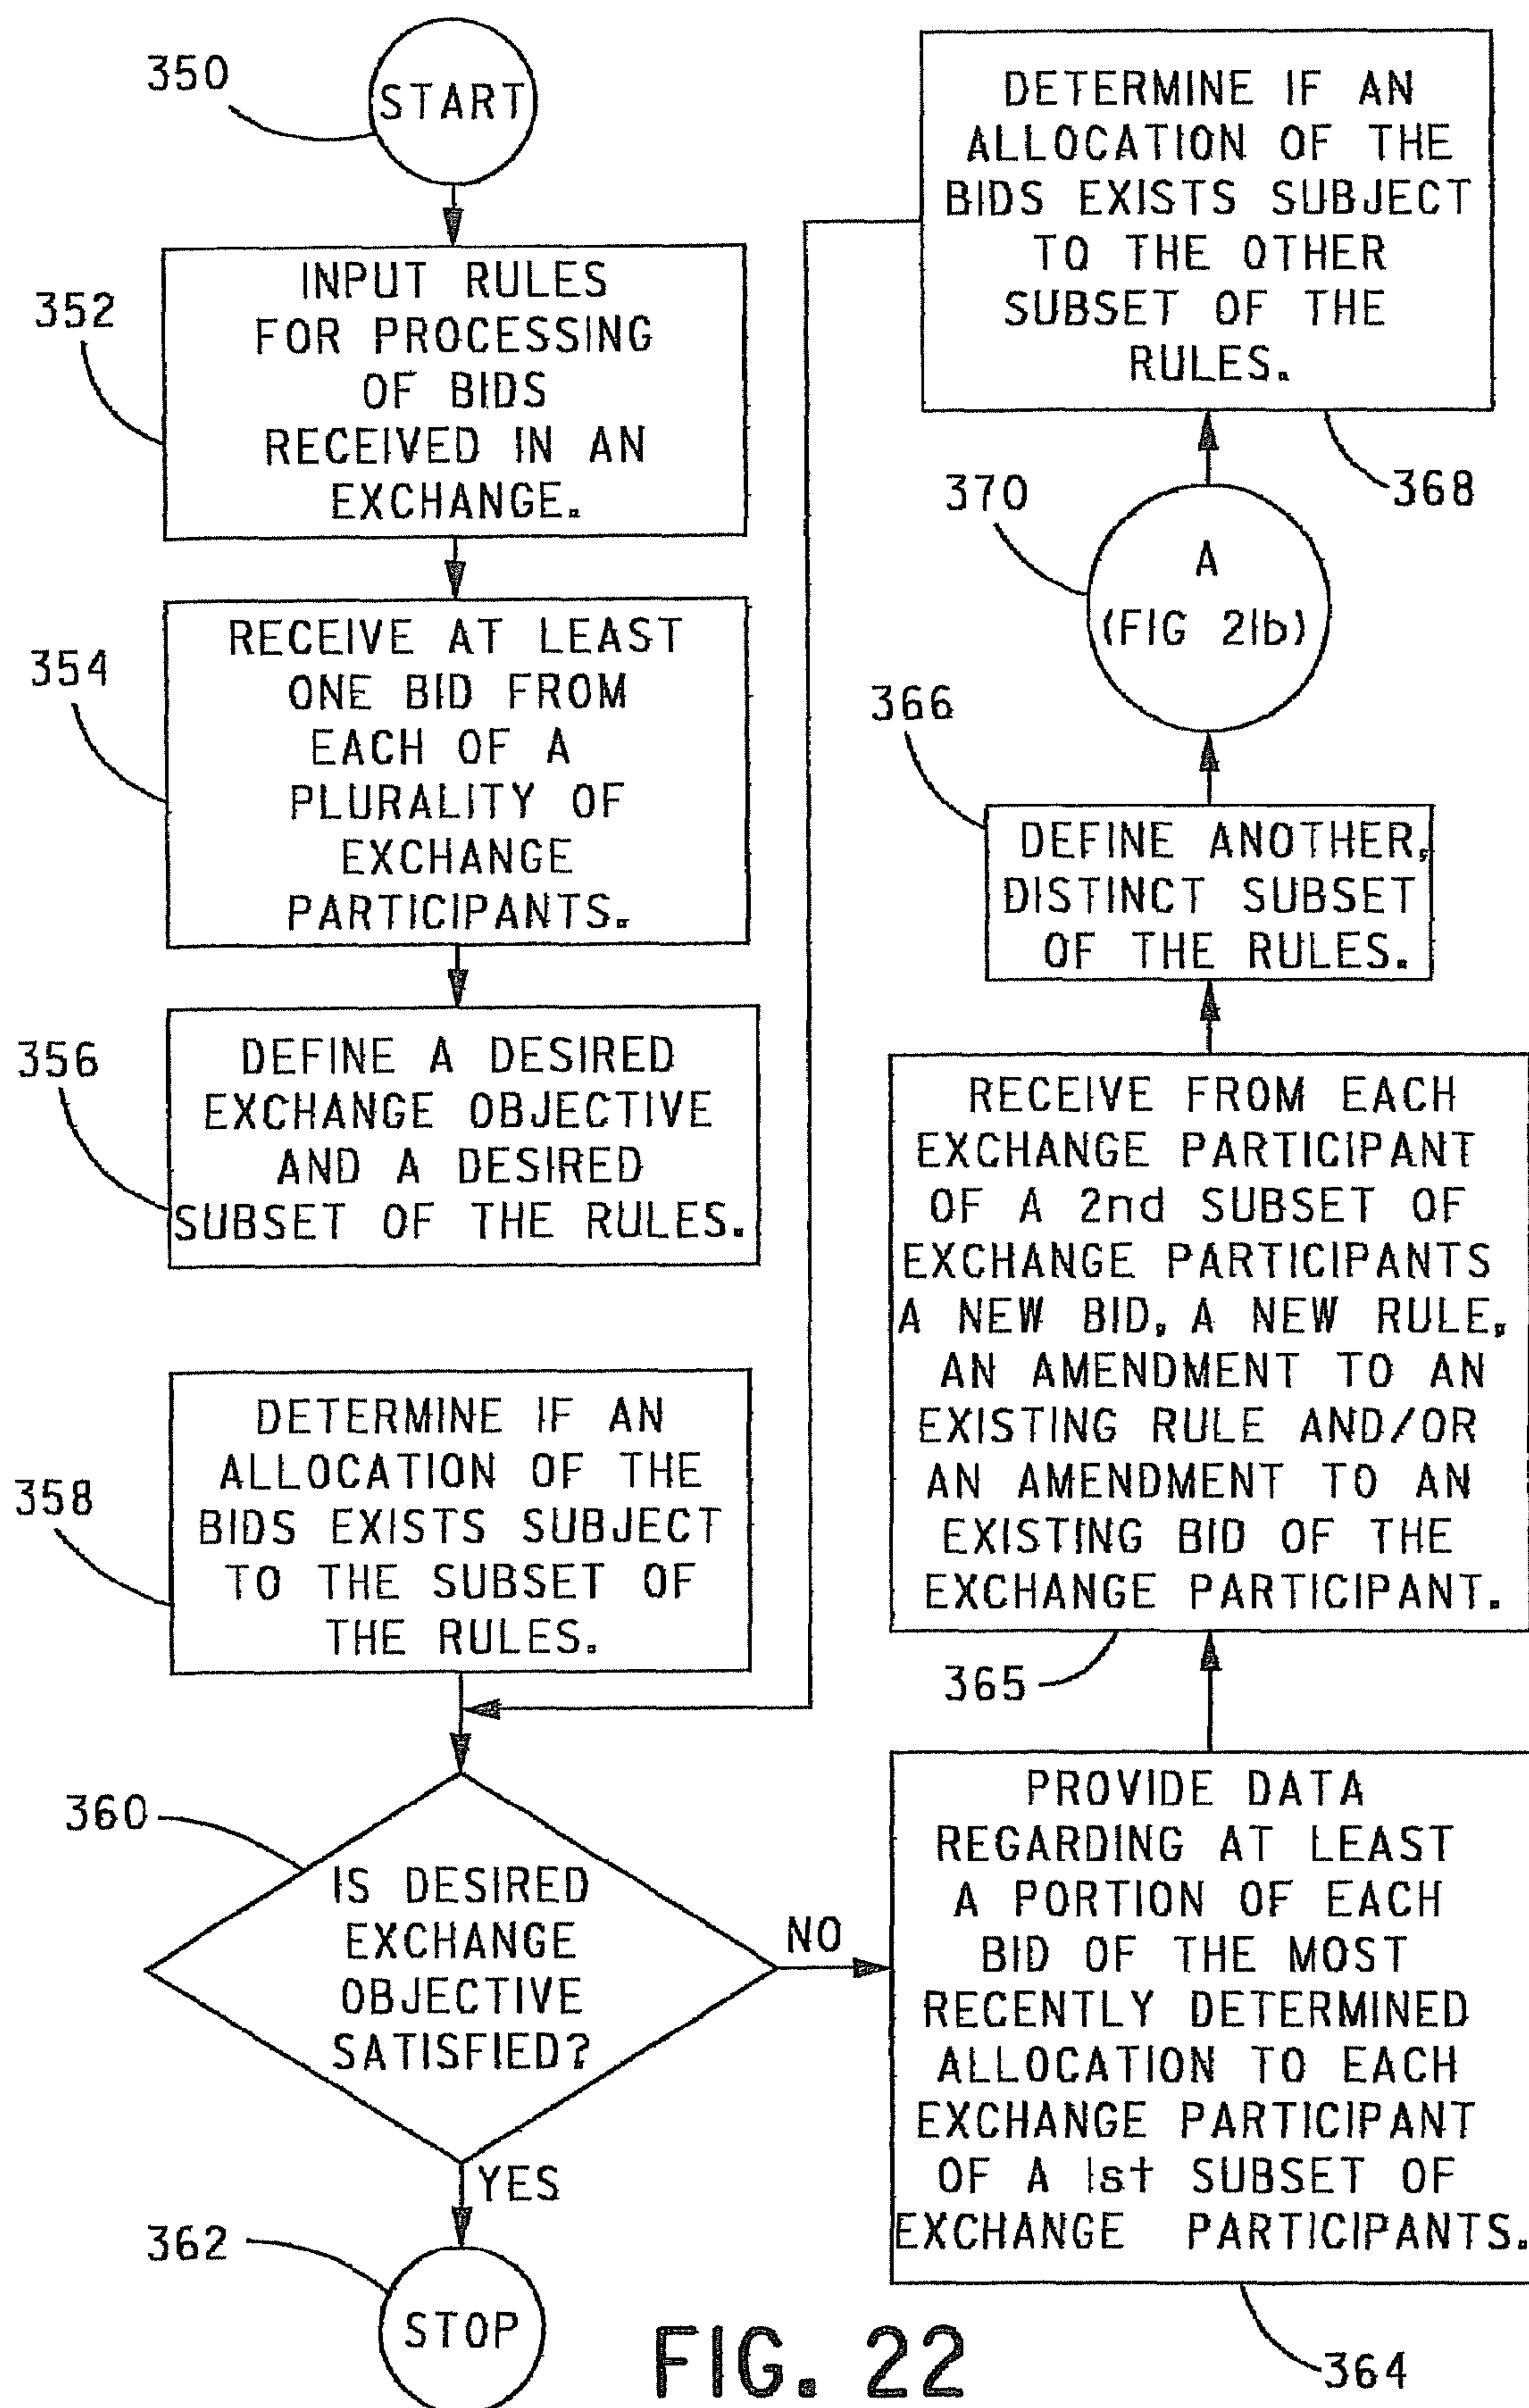 350
START
352
INPUT RULES
FOR PROCESSING
OF BIDS
RECEIVED IN AN
EXCHANGE.
354
RECEIVE AT LEAST
ONE BID FROM
EACH OF A
PLURALITY OF
EXCHANGE
PARTICIPANTS.
356
DEFINE A DESIRED
EXCHANGE OBJECTIVE
AND A DESIRED
SUBSET OF THE RULES.
358
DETERMINE IF AN
ALLOCATION OF THE
BIDS EXISTS SUBJECT
TO THE SUBSET OF
THE RULES.
360
IS DESIRED
EXCHANGE
OBJECTIVE
SATISFIED?
NO
YES
362
STOP
PROVIDE DATA
REGARDING AT LEAST
A PORTION OF EACH
BID OF THE MOST
RECENTLY DETERMINED
ALLOCATION TO EACH
EXCHANGE PARTICIPANT
OF A 1st SUBSET OF
EXCHANGE PARTICIPANTS.
364
RECEIVE FROM EACH
EXCHANGE PARTICIPANT
OF A 2nd SUBSET OF
EXCHANGE PARTICIPANTS
A NEW BID, A NEW RULE,
AN AMENDMENT TO AN
EXISTING RULE AND/OR
AN AMENDMENT TO AN
EXISTING BID OF THE
EXCHANGE PARTICIPANT.
365
366
DEFINE ANOTHER,
DISTINCT SUBSET
OF THE RULES.
370
A
(FIG 21b)
DETERMINE IF AN
ALLOCATION OF THE
BIDS EXISTS SUBJECT
TO THE OTHER
SUBSET OF THE
RULES.
368
FIG. 22